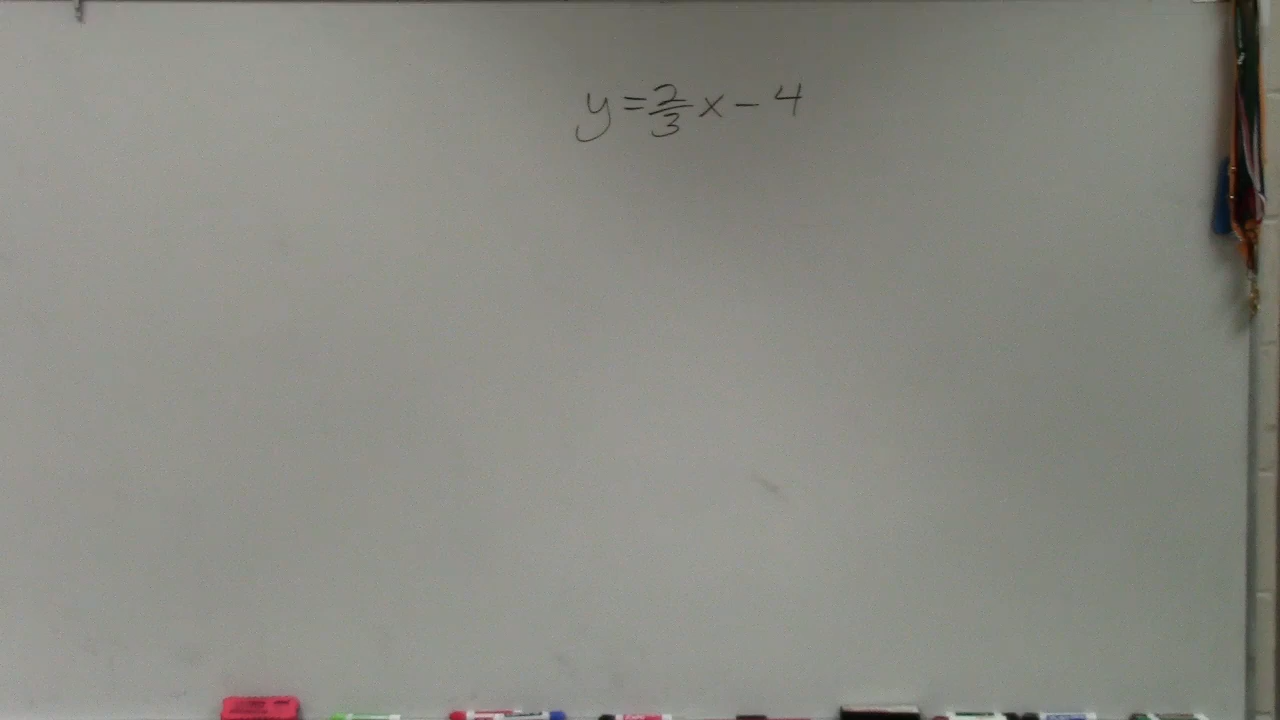 y = 2/3 x - 4